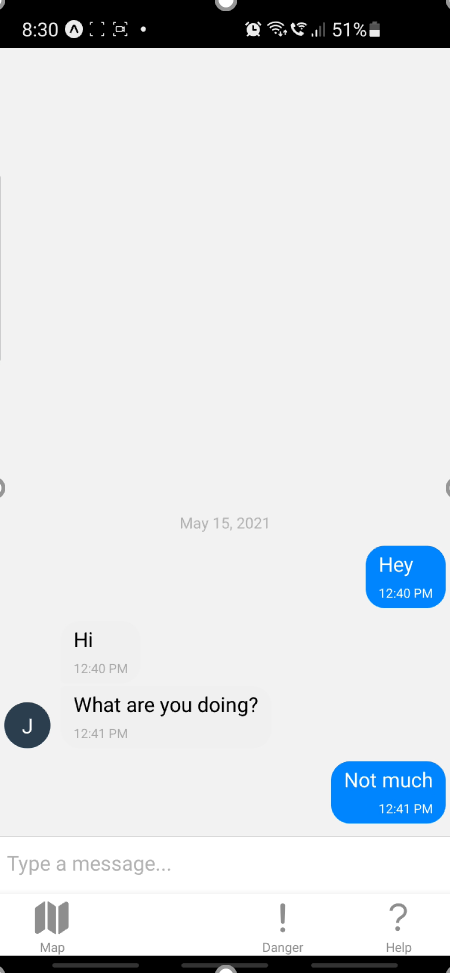 8:30 51%
May 15, 2021
Hey
12:40 PM
Hi
12:40 PM
What are you doing?
12:41 PM
J
Not much
12:41 PM
Type a message...
Map Danger Help